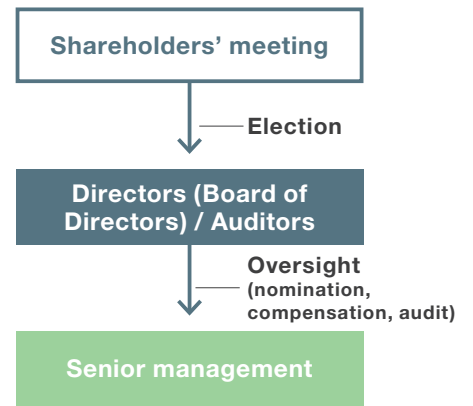 Shareholders’ meeting
Election
Directors (Board of
Directors) / Auditors
Oversight
(nomination,
compensation, audit)
Senior management